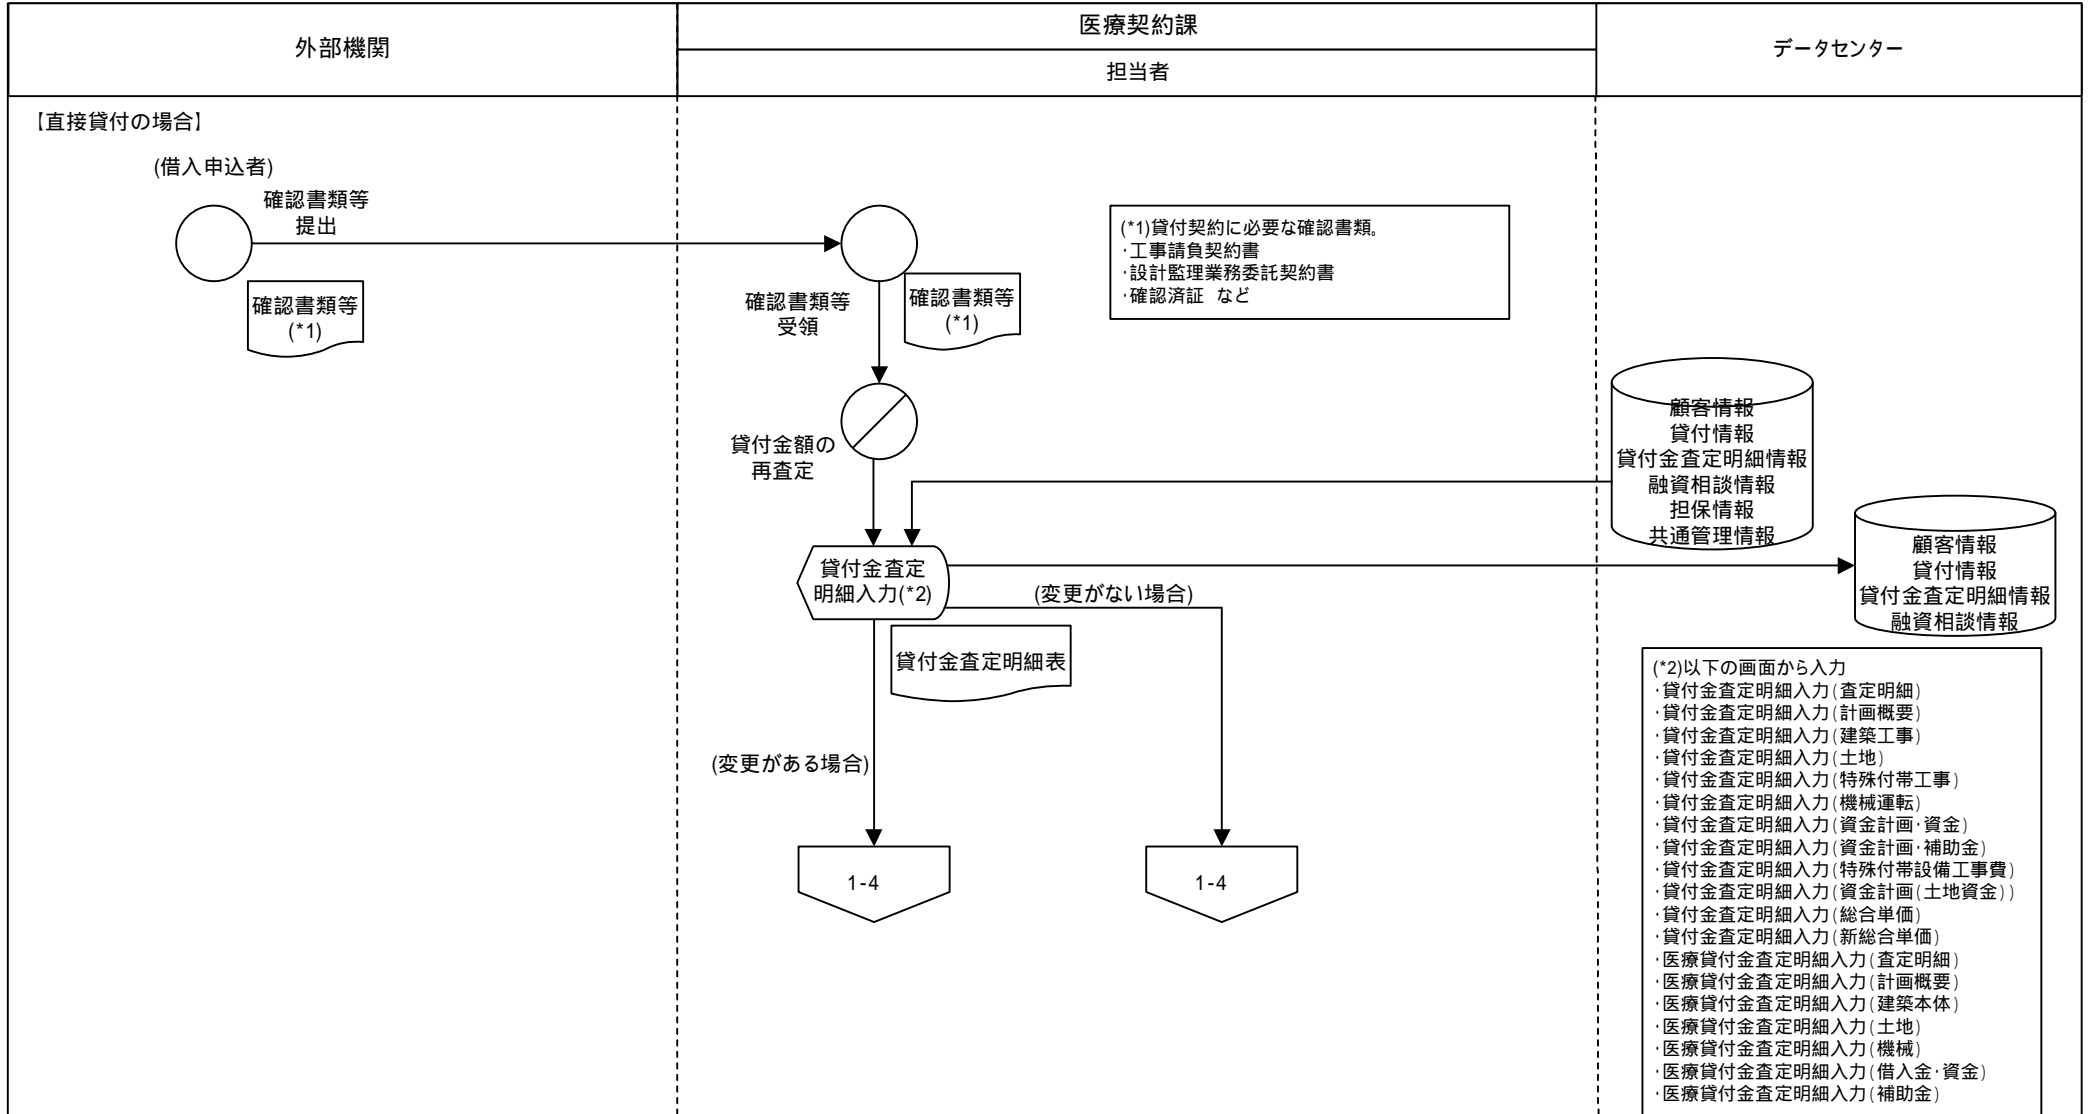 外部機関
医療契約課
担当者
データセンター
【直接貸付の場合】
(借入申込者)
確認書類等
提出
確認書類等
(*1)
確認書類等
受領
確認書類等
(*1)
(*1)貸付契約に必要な確認書類。
・工事請負契約書
・設計監理業務委託契約書
・確認済証 など
貸付金額の
再査定
顧客情報
貸付情報
貸付金査定明細情報
融資相談情報
担保情報
共通管理情報
貸付金査定
明細入力(*2)
(変更がない場合)
顧客情報
貸付情報
貸付金査定明細情報
融資相談情報
貸付金査定明細表
(変更がある場合)
1-4
1-4
(*2)以下の画面から入力
・貸付金査定明細入力(査定明細)
・貸付金査定明細入力(計画概要)
・貸付金査定明細入力(建築工事)
・貸付金査定明細入力(土地)
・貸付金査定明細入力(特殊付帯工事)
・貸付金査定明細入力(機械運転)
・貸付金査定明細入力(資金計画・資金)
・貸付金査定明細入力(資金計画・補助金)
・貸付金査定明細入力(特殊付帯設備工事費)
・貸付金査定明細入力(資金計画(土地資金))
・貸付金査定明細入力(総合単価)
・貸付金査定明細入力(新総合単価)
・医療貸付金査定明細入力(査定明細)
・医療貸付金査定明細入力(計画概要)
・医療貸付金査定明細入力(建築本体)
・医療貸付金査定明細入力(土地)
・医療貸付金査定明細入力(機械)
・医療貸付金査定明細入力(借入金・資金)
・医療貸付金査定明細入力(補助金)